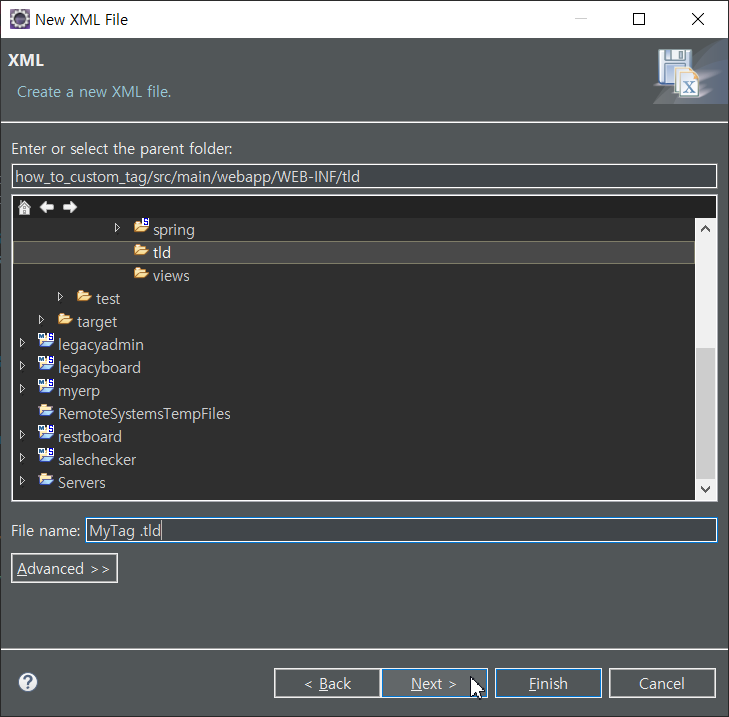 New XML File
XML
Create a new XML file.
Enter or select the parent folder:
how_to_custom_tag/src/main/webapp/WEB-INF/tld
spring
tld
views
test
target
legacyadmin
legacyboard
myerp
RemoteSystemsTempFiles
restboard
salechecker
Servers
File name: MyTag .tld
Advanced >>
< Back Next > Finish Cancel